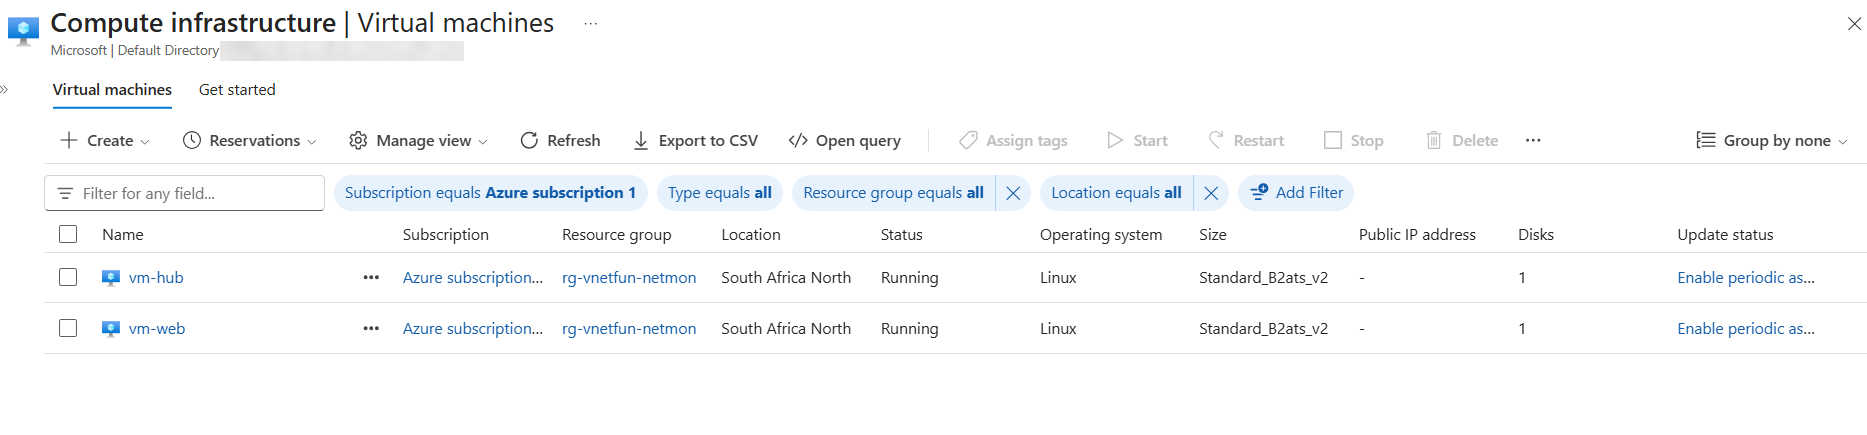 Compute infrastructure | Virtual machines ...
Microsoft | Default Directory
Virtual machines Get started
Create Reservations Manage view Refresh Export to CSV Open query Assign tags Start Restart Stop Delete ... Group by none
Filter for any field... Subscription equals Azure subscription 1 Type equals all Resource group equals all Location equals all Add Filter
Name Subscription Resource group Location Status Operating system Size Public IP address Disks Update status
vm-hub ... Azure subscription... rg-vnetfun-netmon South Africa North Running Linux Standard_B2ats_v2 - 1 Enable periodic as...
vm-web ... Azure subscription... rg-vnetfun-netmon South Africa North Running Linux Standard_B2ats_v2 - 1 Enable periodic as...